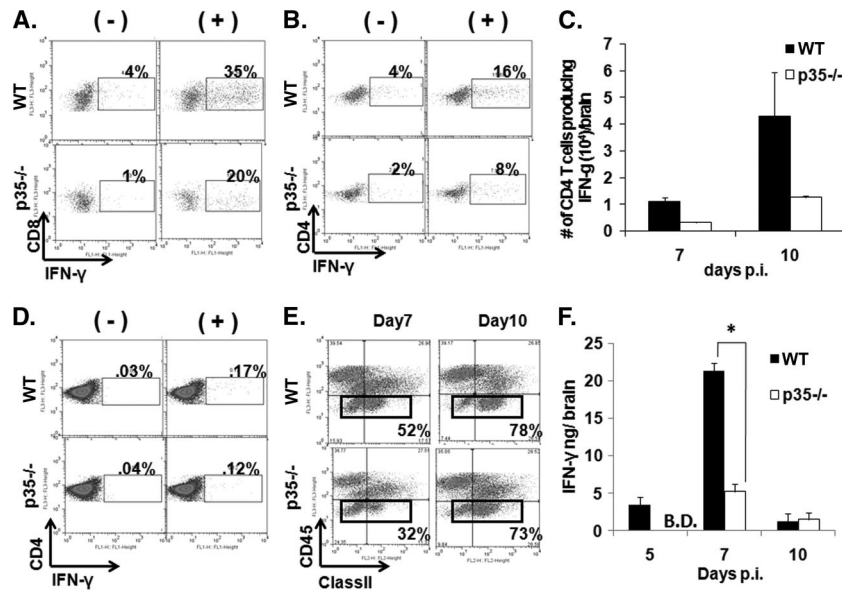 A.
( - )
( + )
WT
4%
35%
p35-/-
1%
20%
CD8
IFN-γ
B.
( - )
( + )
WT
4%
16%
p35-/-
2%
8%
CD4
IFN-γ
C.
# of CD4 T cells producing
IFN-g (10⁴)/brain
7
6
5
4
3
2
1
0
WT
p35-/-
7
10
days p.i.
D.
( - )
( + )
WT
.03%
.17%
p35-/-
.04%
.12%
CD4
IFN-γ
E.
Day7
Day10
WT
52%
78%
p35-/-
32%
73%
CD45
ClassII
F.
IFN-γ ng/ brain
25
20
15
10
5
0
*
WT
p35-/-
B.D.
5
7
10
Days p.i.